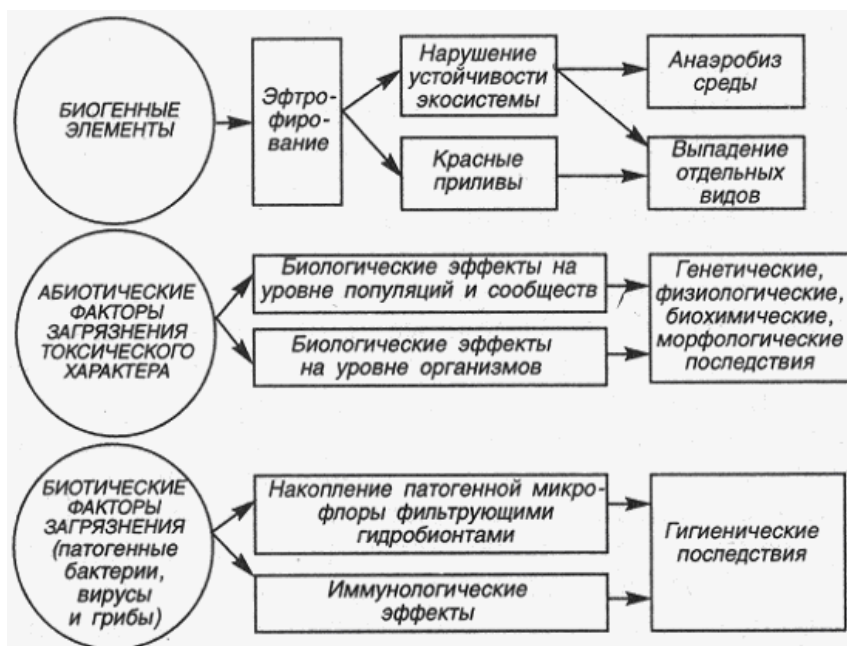 БИОГЕННЫЕ
ЭЛЕМЕНТЫ
Эфтро-
фиро-
вание
Нарушение
устойчивости
экосистемы
Красные
приливы
Анаэробиз
среды
Выпадение
отдельных
видов
АБИОТИЧЕСКИЕ
ФАКТОРЫ
ЗАГРЯЗНЕНИЯ
ТОКСИЧЕСКОГО
ХАРАКТЕРА
Биологические эффекты на
уровне популяций и сообществ
Биологические эффекты
на уровне организмов
Генетические,
физиологические,
биохимические,
морфологические
последствия
БИОТИЧЕСКИЕ
ФАКТОРЫ
ЗАГРЯЗНЕНИЯ
(патогенные
бактерии,
вирусы
и грибы)
Накопление патогенной микро-
флоры фильтрующими
гидробионтами
Иммунологические
эффекты
Гигиенические
последствия